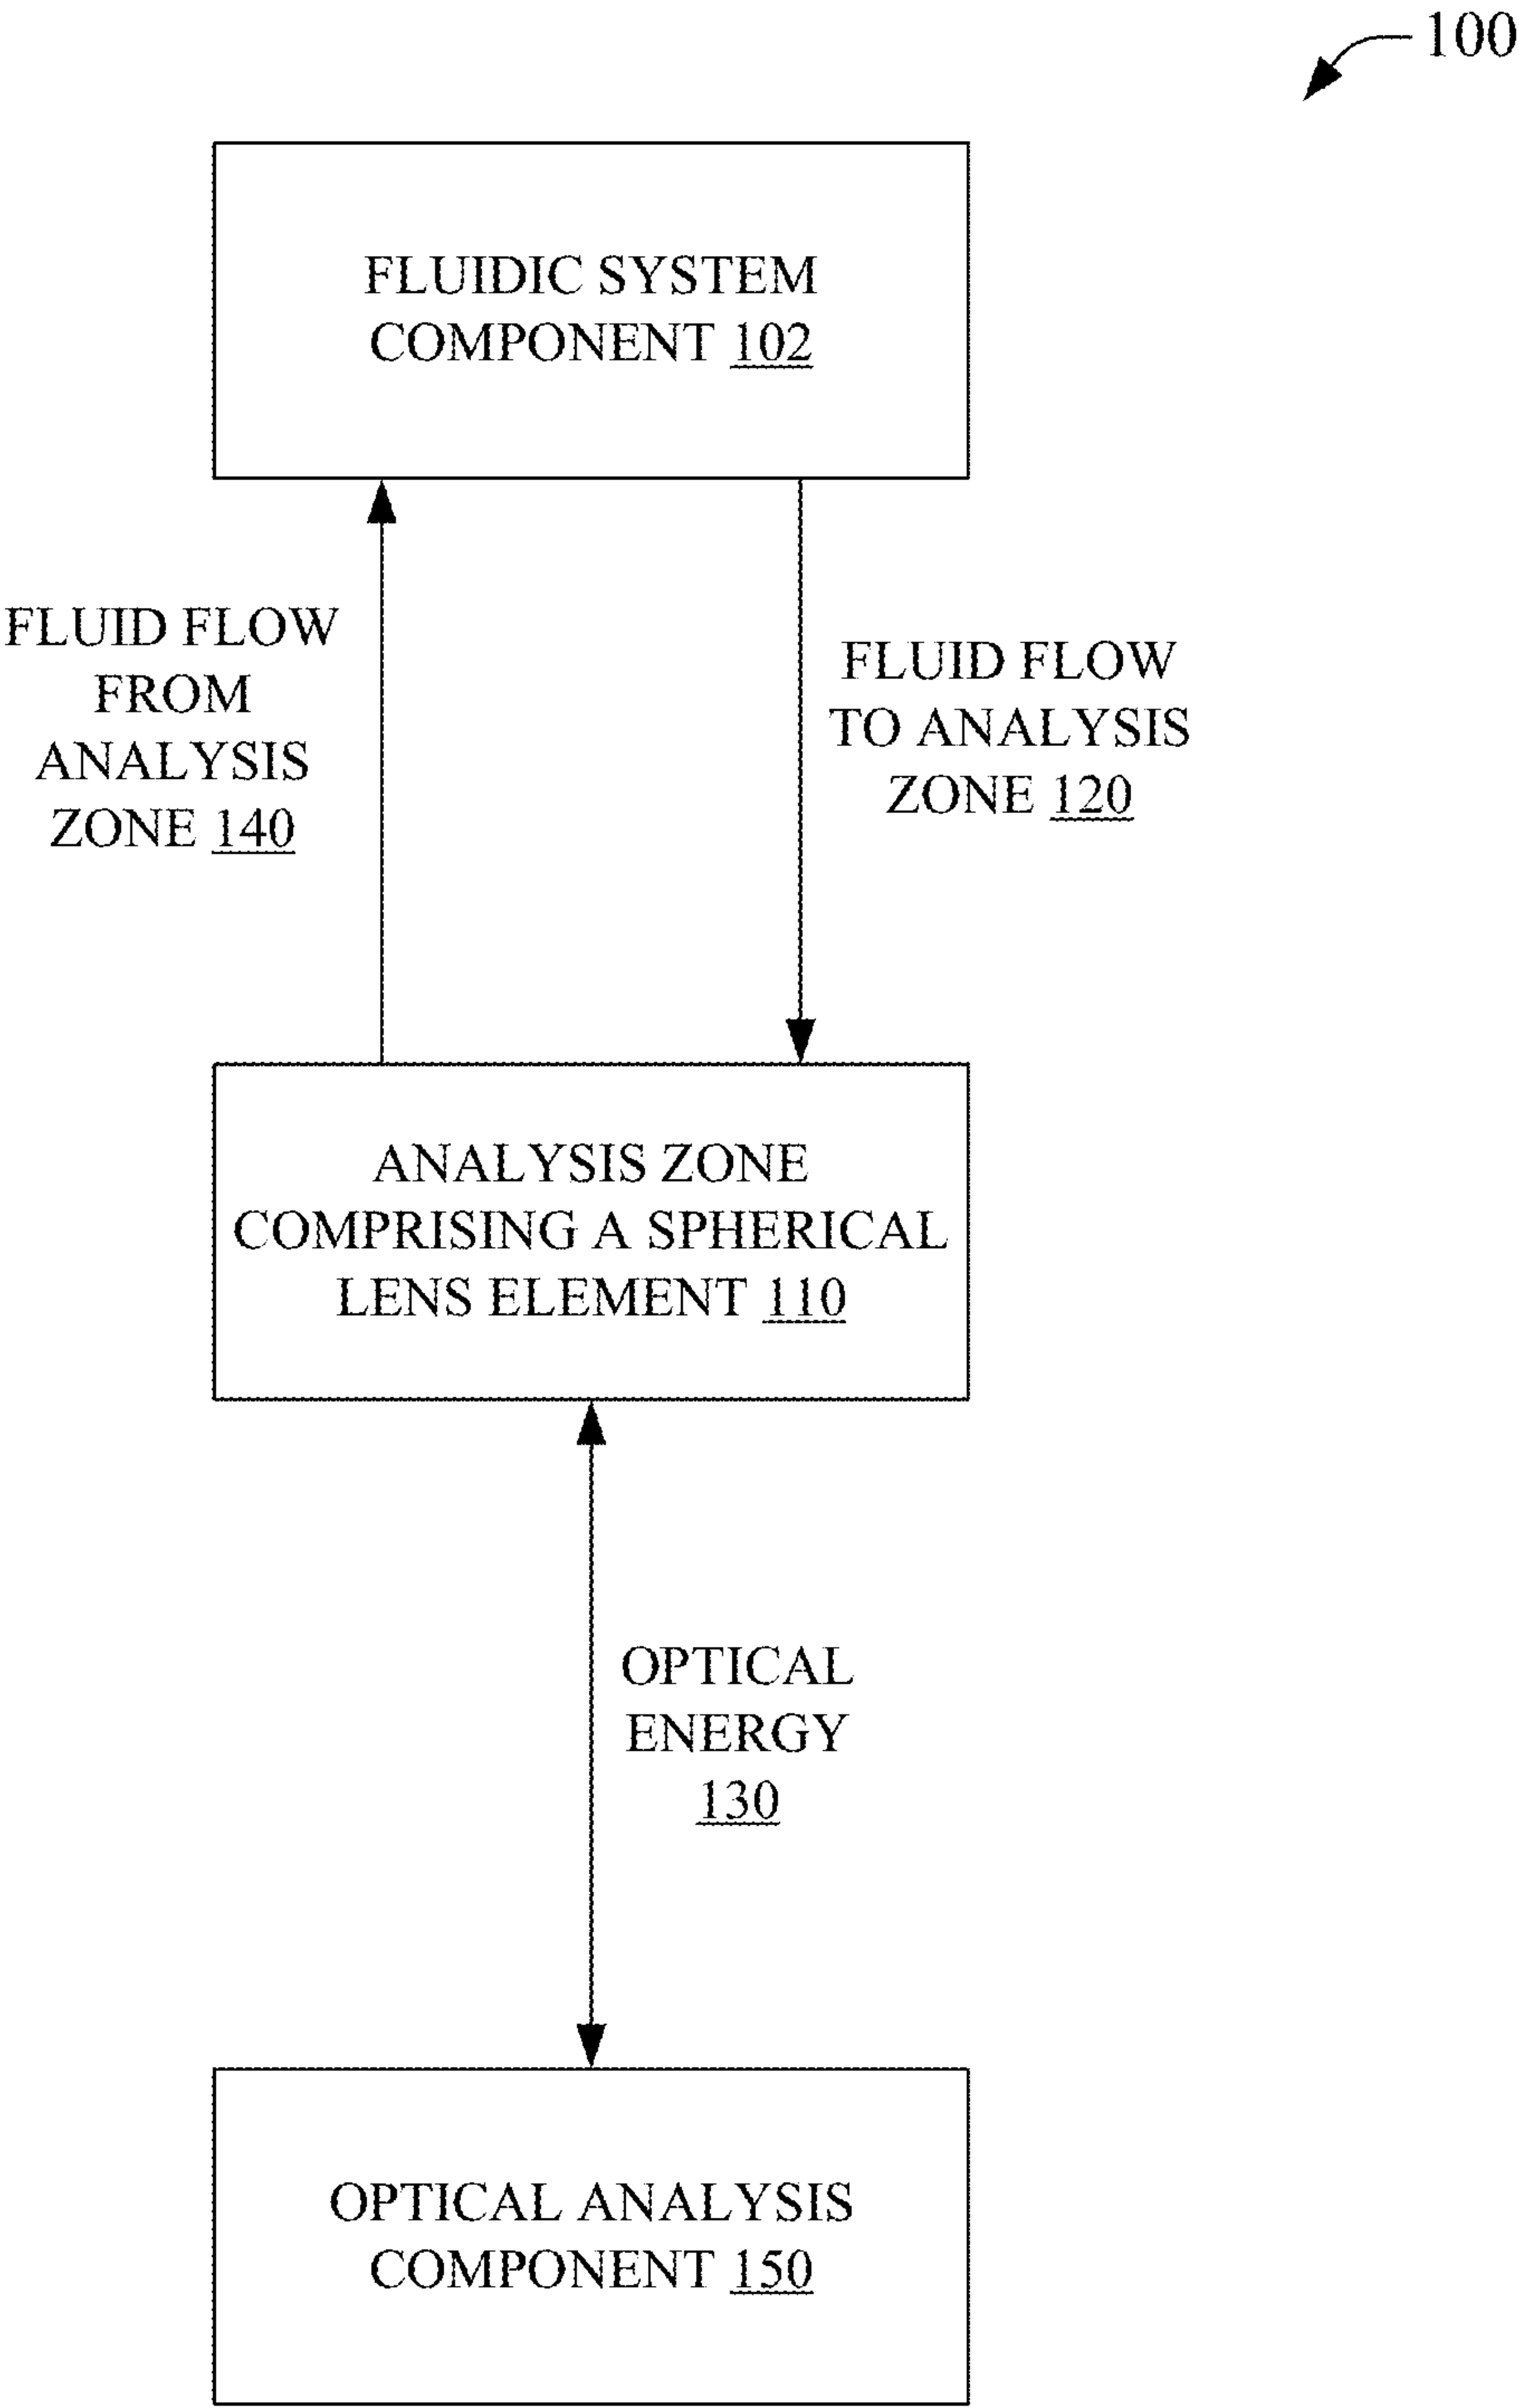 100
FLUIDIC SYSTEM
COMPONENT 102
FLUID FLOW
FROM
ANALYSIS
ZONE 140
FLUID FLOW
TO ANALYSIS
ZONE 120
ANALYSIS ZONE
COMPRISING A SPHERICAL
LENS ELEMENT 110
OPTICAL
ENERGY
130
OPTICAL ANALYSIS
COMPONENT 150